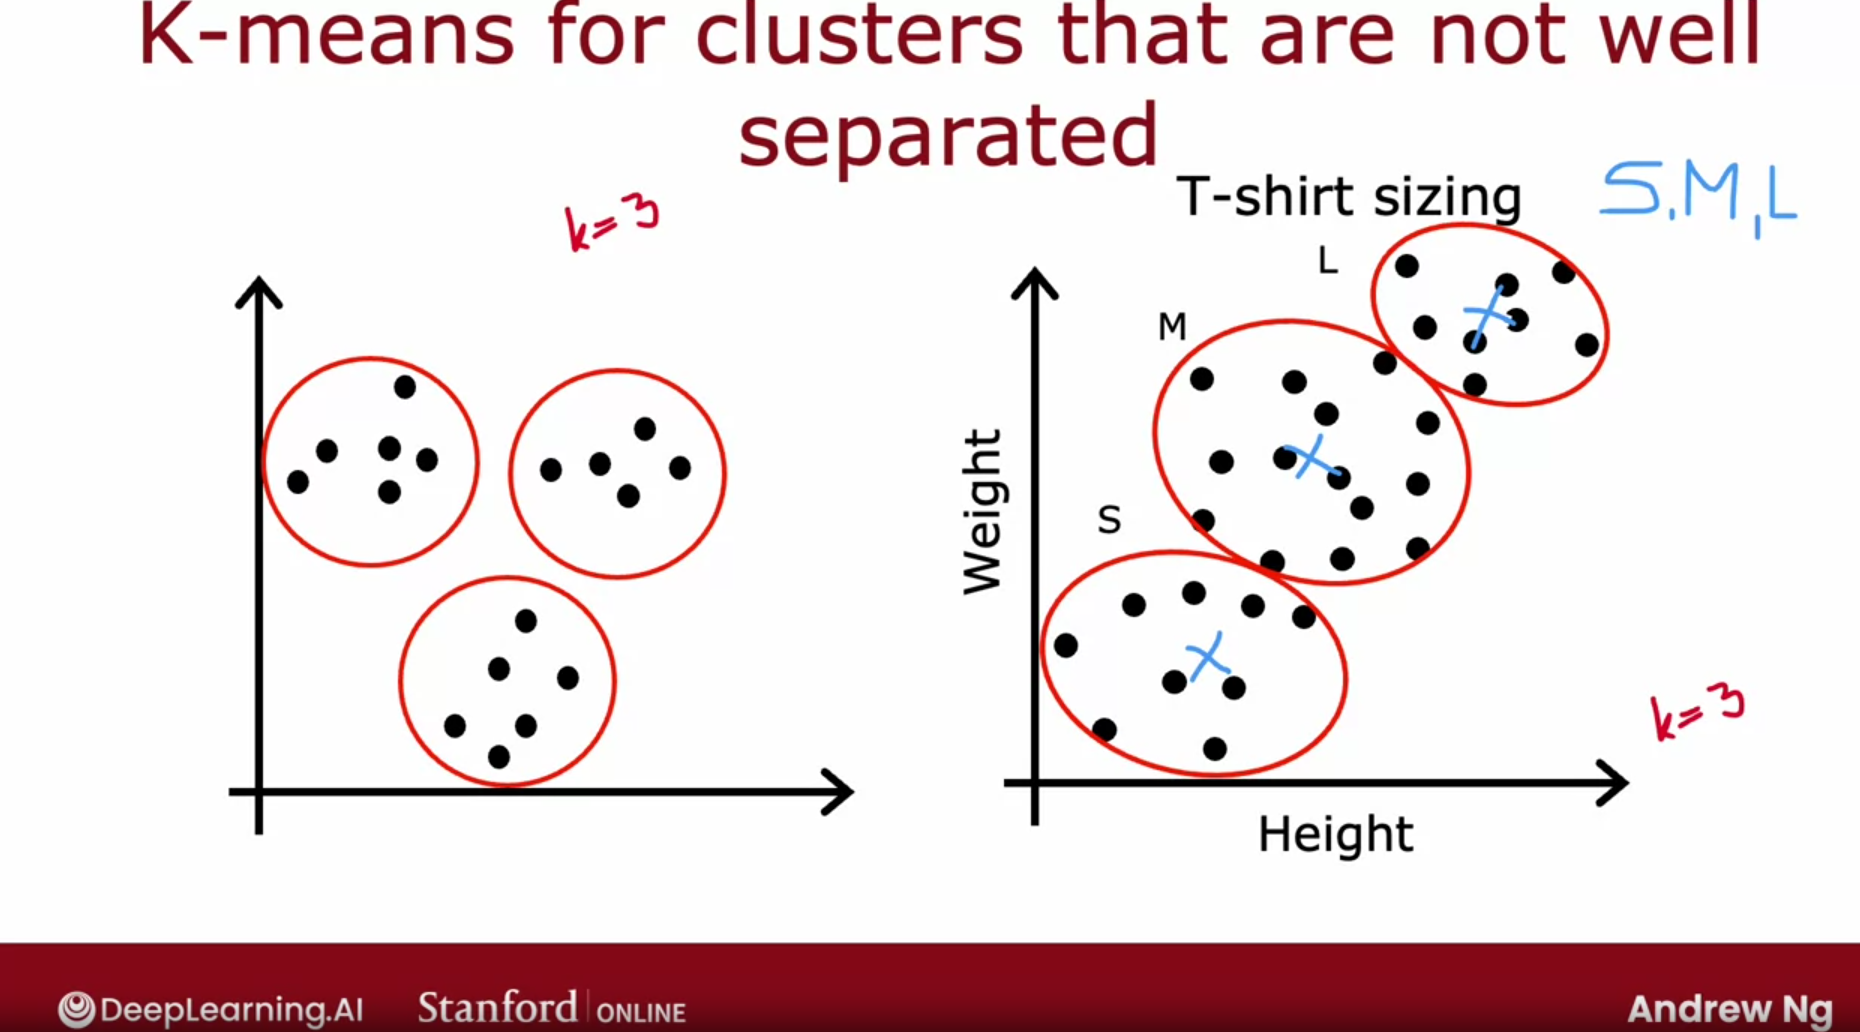 K-means for clusters that are not well
separated
k=3
T-shirt sizing
S,M,L
L
M
S
Weight
k=3
Height
DeepLearning.AI
Stanford ONLINE
Andrew Ng